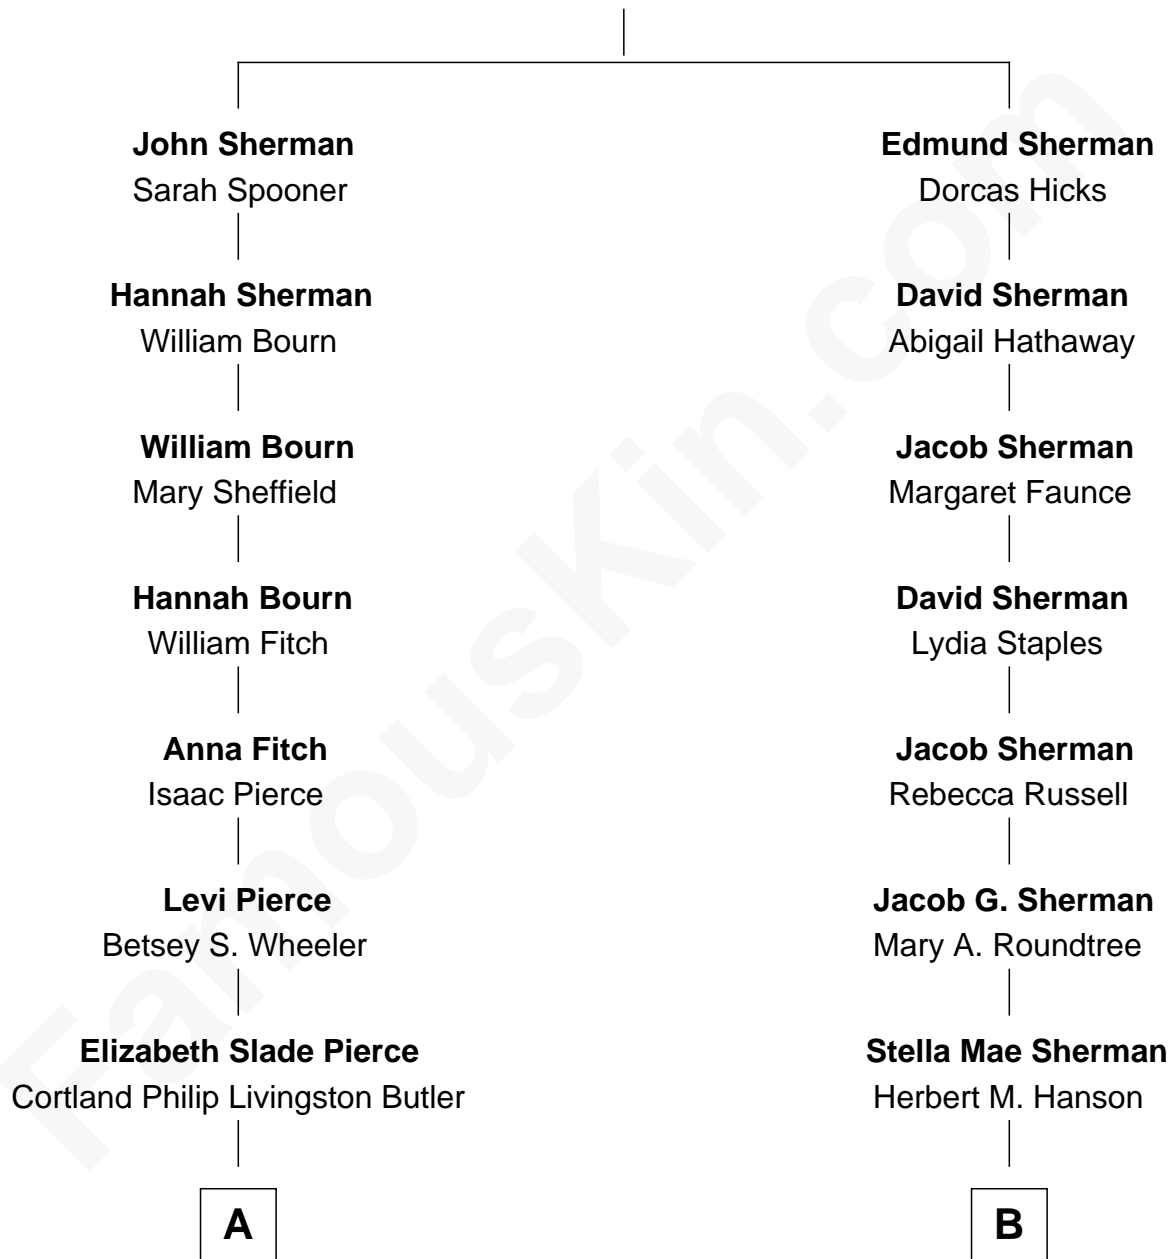 John Sherman
Sarah Spooner
Hannah Sherman
William Bourn
William Bourn
Mary Sheffield
Hannah Bourn
William Fitch
Anna Fitch
Isaac Pierce
Levi Pierce
Betsey S. Wheeler
Elizabeth Slade Pierce
Cortland Philip Livingston Butler
A
Edmund Sherman
Dorcas Hicks
David Sherman
Abigail Hathaway
Jacob Sherman
Margaret Faunce
David Sherman
Lydia Staples
Jacob Sherman
Rebecca Russell
Jacob G. Sherman
Mary A. Roundtree
Stella Mae Sherman
Herbert M. Hanson
B
FamousKin.com